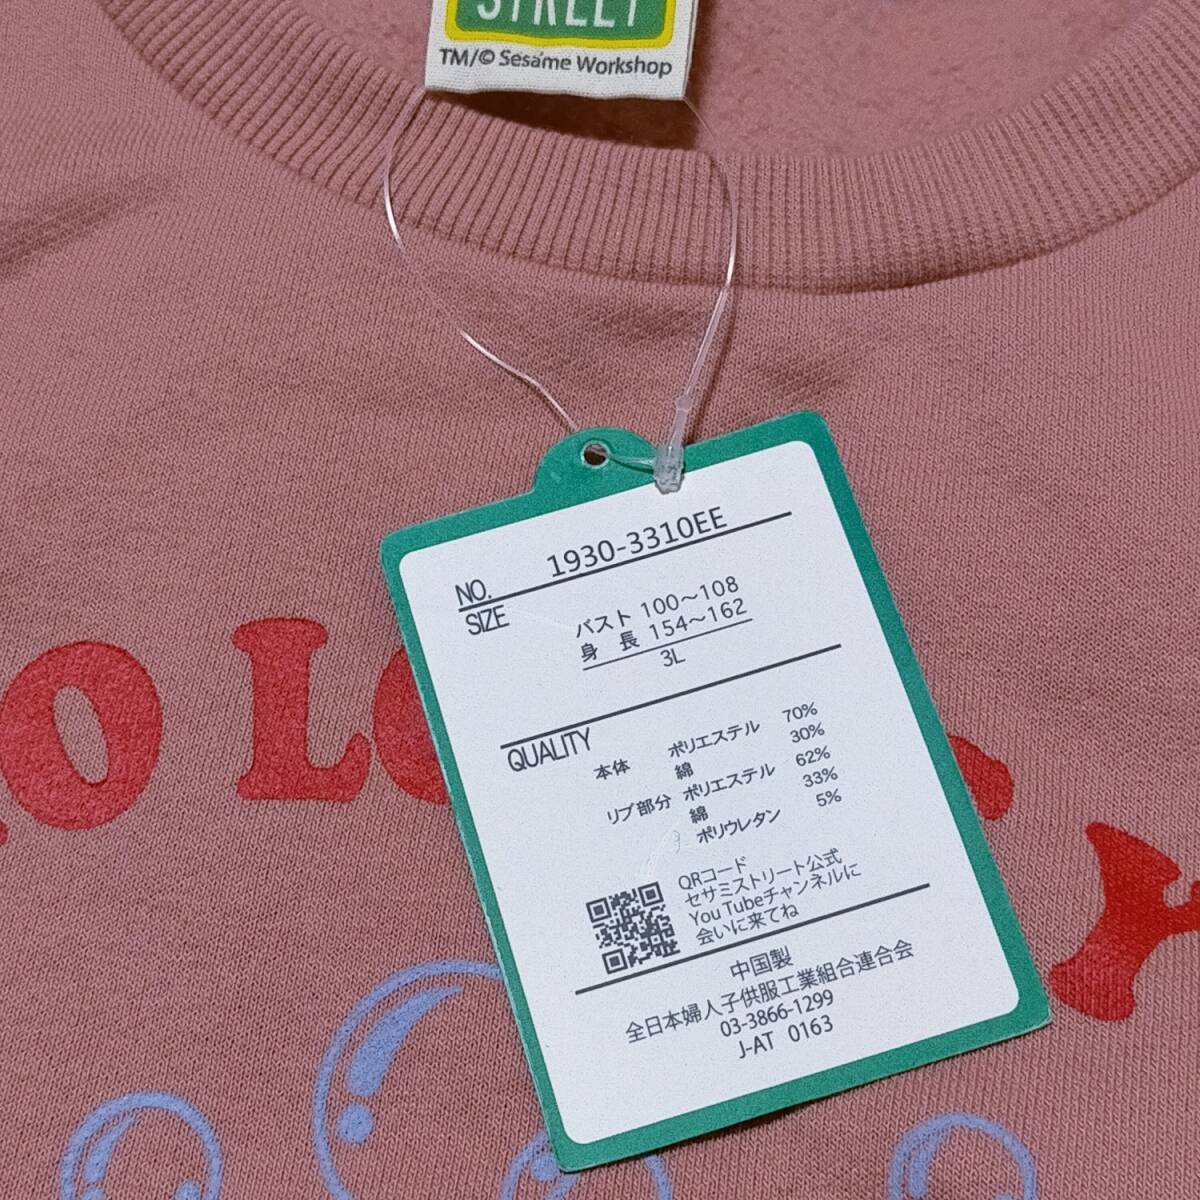 STREET
TM/© Sesame Workshop
NO. 1930-3310EE
SIZE
バスト 100～108
身 長 154～162
3L
QUALITY
本体 ポリエステル 70%
綿 30%
リブ部分 ポリエステル 62%
綿 33%
ポリウレタン 5%
QRコード
セサミストリート公式
You Tubeチャンネルに
会いに来てね
中国製
全日本婦人子供服工業組合連合会
03-3866-1299
J-AT 0163